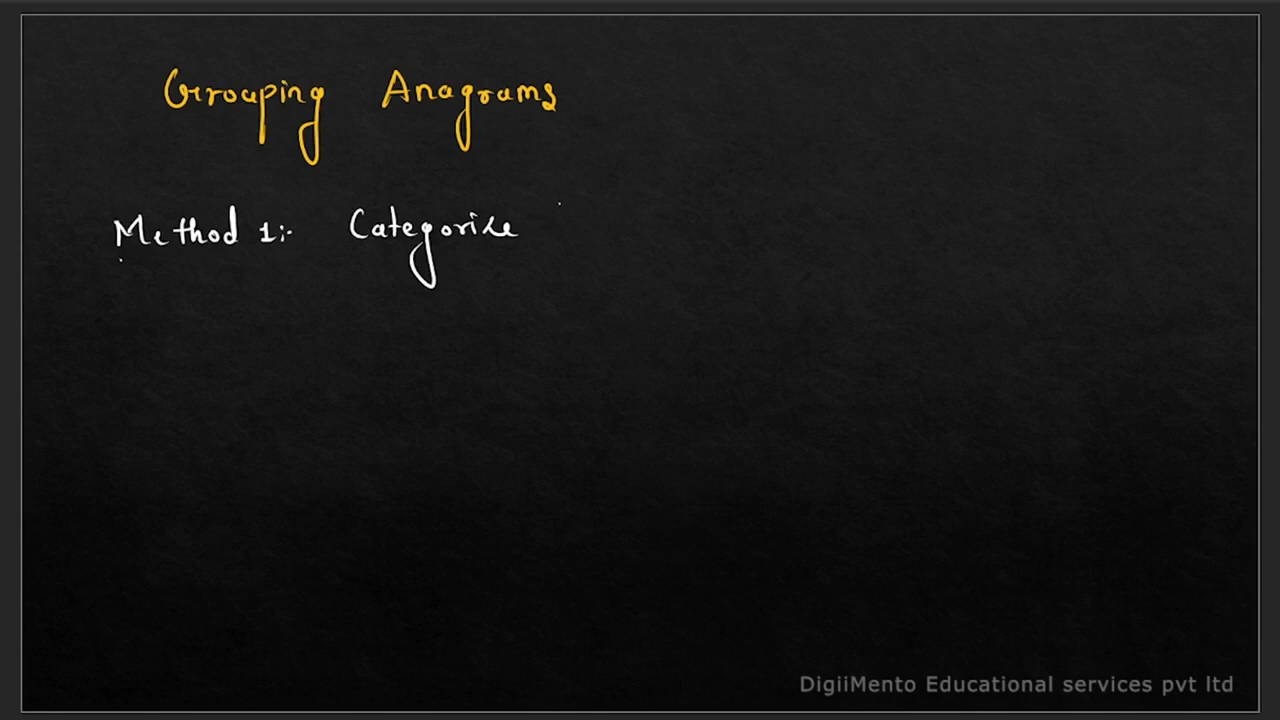 Grouping Anagrams
Method 1:- Categorize
DigiiMento Educational services pvt ltd